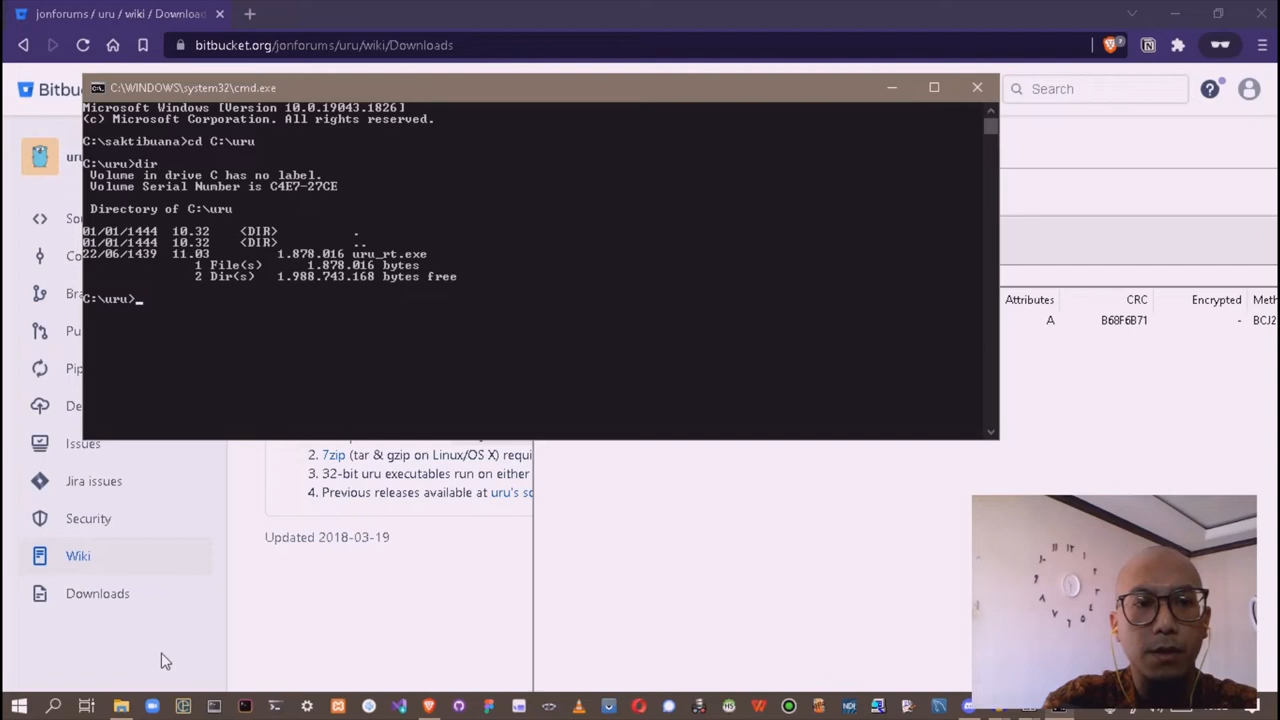 jonforums / uru / wiki / Download
bitbucket.org/jonforums/uru/wiki/Downloads
Search
C:\WINDOWS\system32\cmd.exe
Microsoft Windows [Version 10.0.19043.1826]
(c) Microsoft Corporation. All rights reserved.
C:\saktibuana>cd C:\uru
C:\uru>dir
Volume in drive C has no label.
Volume Serial Number is C4E7-27CE
Directory of C:\uru
01/01/1444 10.32 <DIR> .
01/01/1444 10.32 <DIR> ..
22/06/1439 11.03 1.878.016 uru_rt.exe
1 File(s) 1.878.016 bytes
2 Dir(s) 1.988.743.168 bytes free
C:\uru>_
Attributes CRC Encrypted
A B68F6B71 - BCJ2
2. 7zip (tar & gzip on Linux/OS X)
3. 32-bit uru executables run on either
4. Previous releases available at uru's
Updated 2018-03-19
Issues
Jira issues
Security
Wiki
Downloads